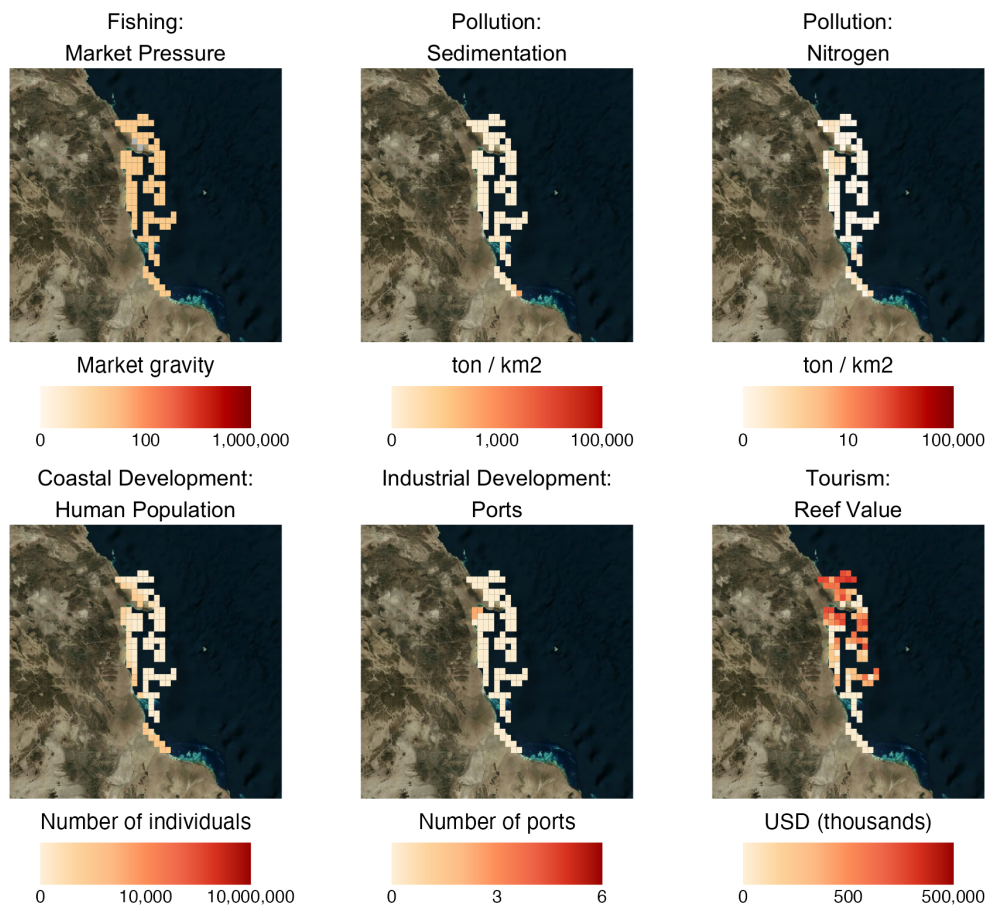 Fishing:
Market Pressure
Pollution:
Sedimentation
Pollution:
Nitrogen
Market gravity
0 100 1,000,000
ton / km2
0 1,000 100,000
ton / km2
0 10 100,000
Coastal Development:
Human Population
Industrial Development:
Ports
Tourism:
Reef Value
Number of individuals
0 10,000 10,000,000
Number of ports
0 3 6
USD (thousands)
0 500 500,000